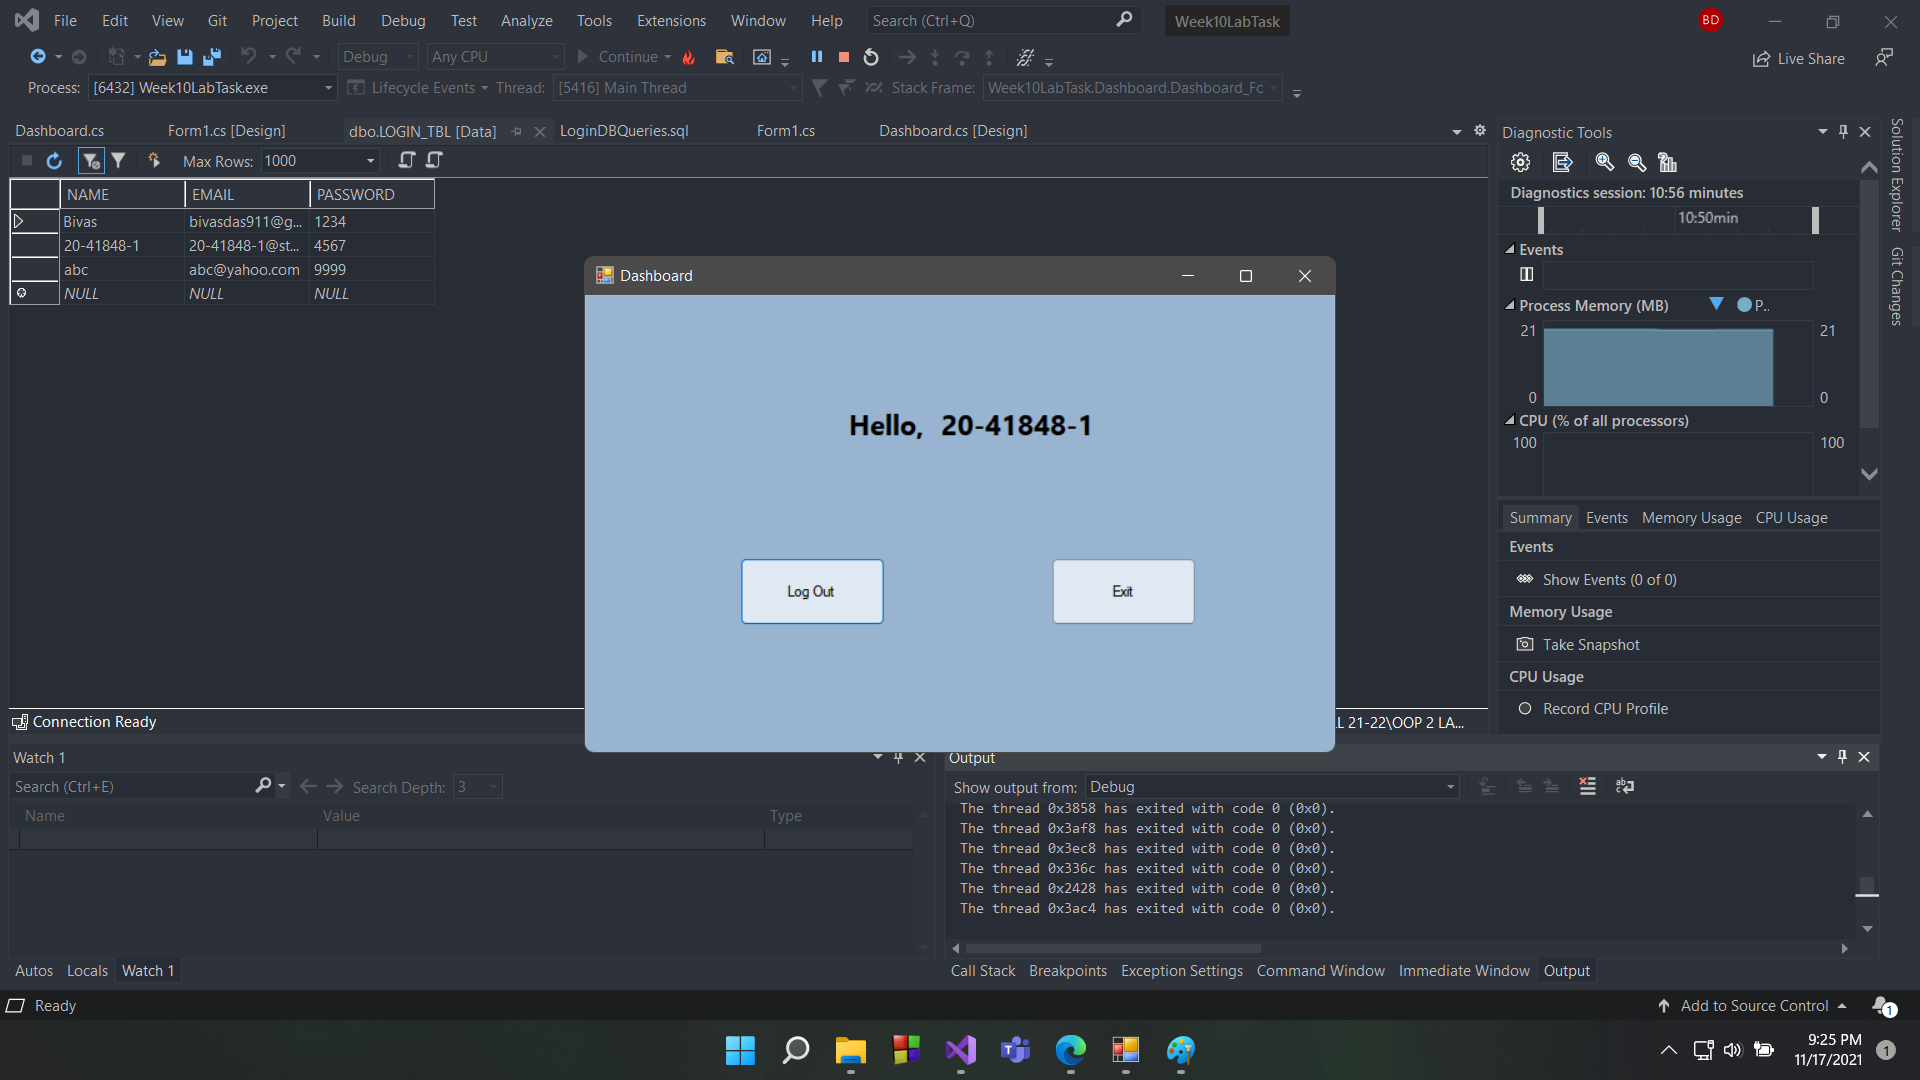 File Edit View Git Project Build Debug Test Analyze Tools Extensions Window Help Search (Ctrl+Q) Week10LabTask BD
Debug Any CPU Continue Live Share
Process: [6432] Week10LabTask.exe Lifecycle Events Thread: [5416] Main Thread Stack Frame: Week10LabTask.Dashboard.Dashboard_Fc
Dashboard.cs Form1.cs [Design] dbo.LOGIN_TBL [Data] LoginDBQueries.sql Form1.cs Dashboard.cs [Design]
Max Rows: 1000
NAME EMAIL PASSWORD
Bivas bivasdas911@g... 1234
20-41848-1 20-41848-1@st... 4567
abc abc@yahoo.com 9999
NULL NULL NULL
Dashboard
Hello, 20-41848-1
Log Out Exit
Connection Ready
L 21-22\OOP 2 LA...
Diagnostic Tools
Diagnostics session: 10:56 minutes
10:50min
Events
Process Memory (MB) P..
21 21
0 0
CPU (% of all processors)
100 100
Summary Events Memory Usage CPU Usage
Events
Show Events (0 of 0)
Memory Usage
Take Snapshot
CPU Usage
Record CPU Profile
Solution Explorer
Git Changes
Watch 1
Search (Ctrl+E) Search Depth: 3
Name Value Type
Autos Locals Watch 1
Output
Show output from: Debug
The thread 0x3858 has exited with code 0 (0x0).
The thread 0x3af8 has exited with code 0 (0x0).
The thread 0x3ec8 has exited with code 0 (0x0).
The thread 0x336c has exited with code 0 (0x0).
The thread 0x2428 has exited with code 0 (0x0).
The thread 0x3ac4 has exited with code 0 (0x0).
Call Stack Breakpoints Exception Settings Command Window Immediate Window Output
Ready Add to Source Control 1
9:25 PM
11/17/2021 1